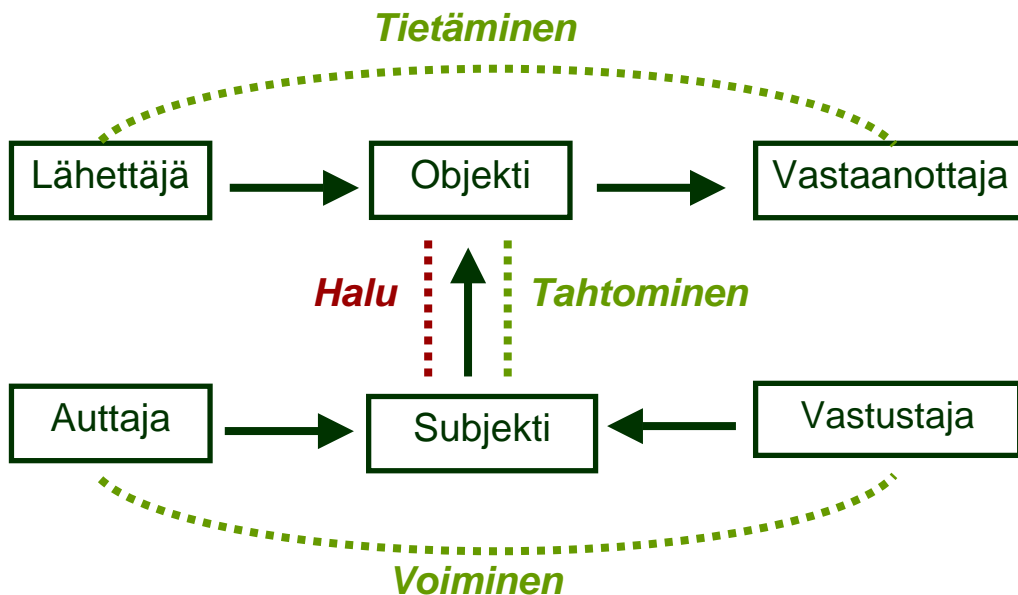 Tietäminen
Lähettäjä
Objekti
Vastaanottaja
Halu
Tahtominen
Auttaja
Subjekti
Vastustaja
Voiminen